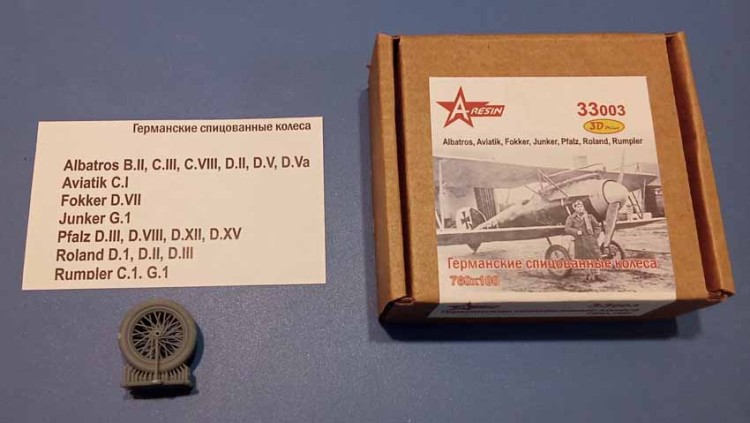 Германские спицованные колеса
Albatros B.II, C.III, C.VIII, D.II, D.V, D.Va
Aviatik C.I
Fokker D.VII
Junker G.1
Pfalz D.III, D.VIII, D.XII, D.XV
Roland D.1, D.II, D.III
Rumpler C.1. G.1
A-RESIN
33003
3D
Albatros, Aviatik, Fokker, Junker, Pfalz, Roland, Rumpler
Германские спицованные колеса
760x100
33003